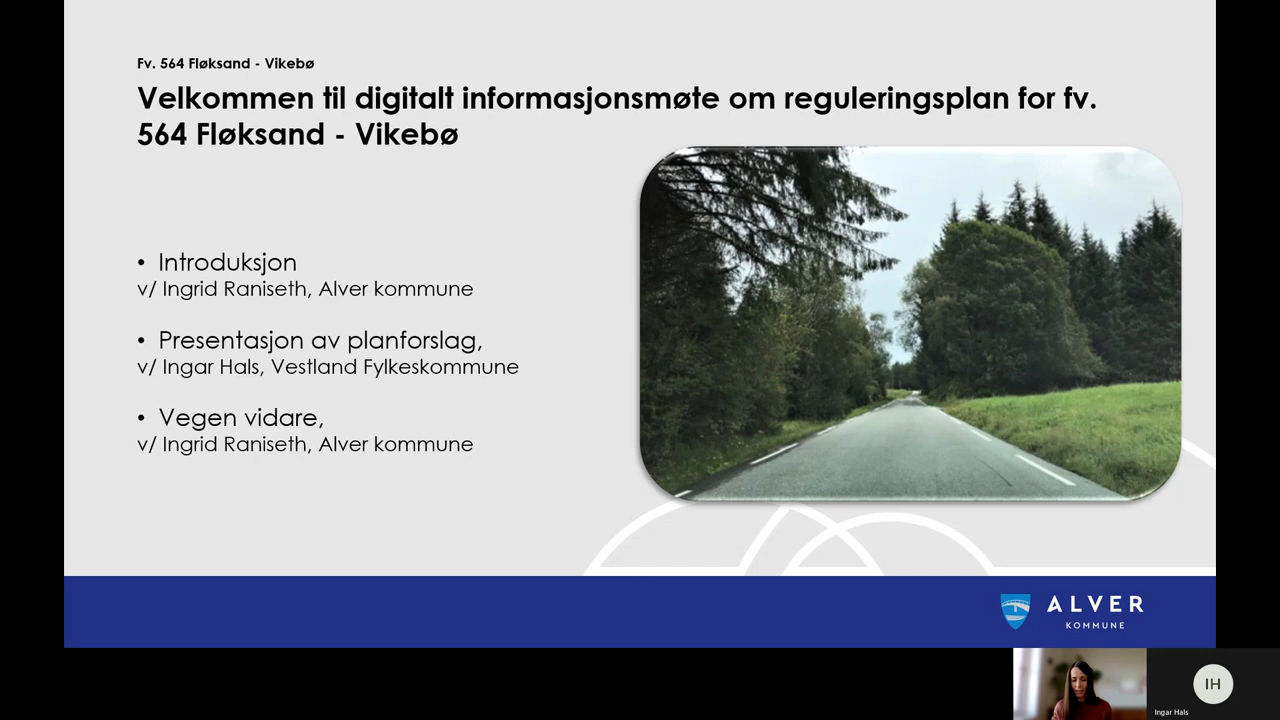 Fv. 564 Fløksand - Vikebø
Velkommen til digitalt informasjonsmøte om reguleringsplan for fv.
564 Fløksand - Vikebø
• Introduksjon
v/ Ingrid Raniseth, Alver kommune
• Presentasjon av planforslag,
v/ Ingar Hals, Vestland Fylkeskommune
• Vegen vidare,
v/ Ingrid Raniseth, Alver kommune
ALVER
KOMMUNE
IH
Ingar Hals